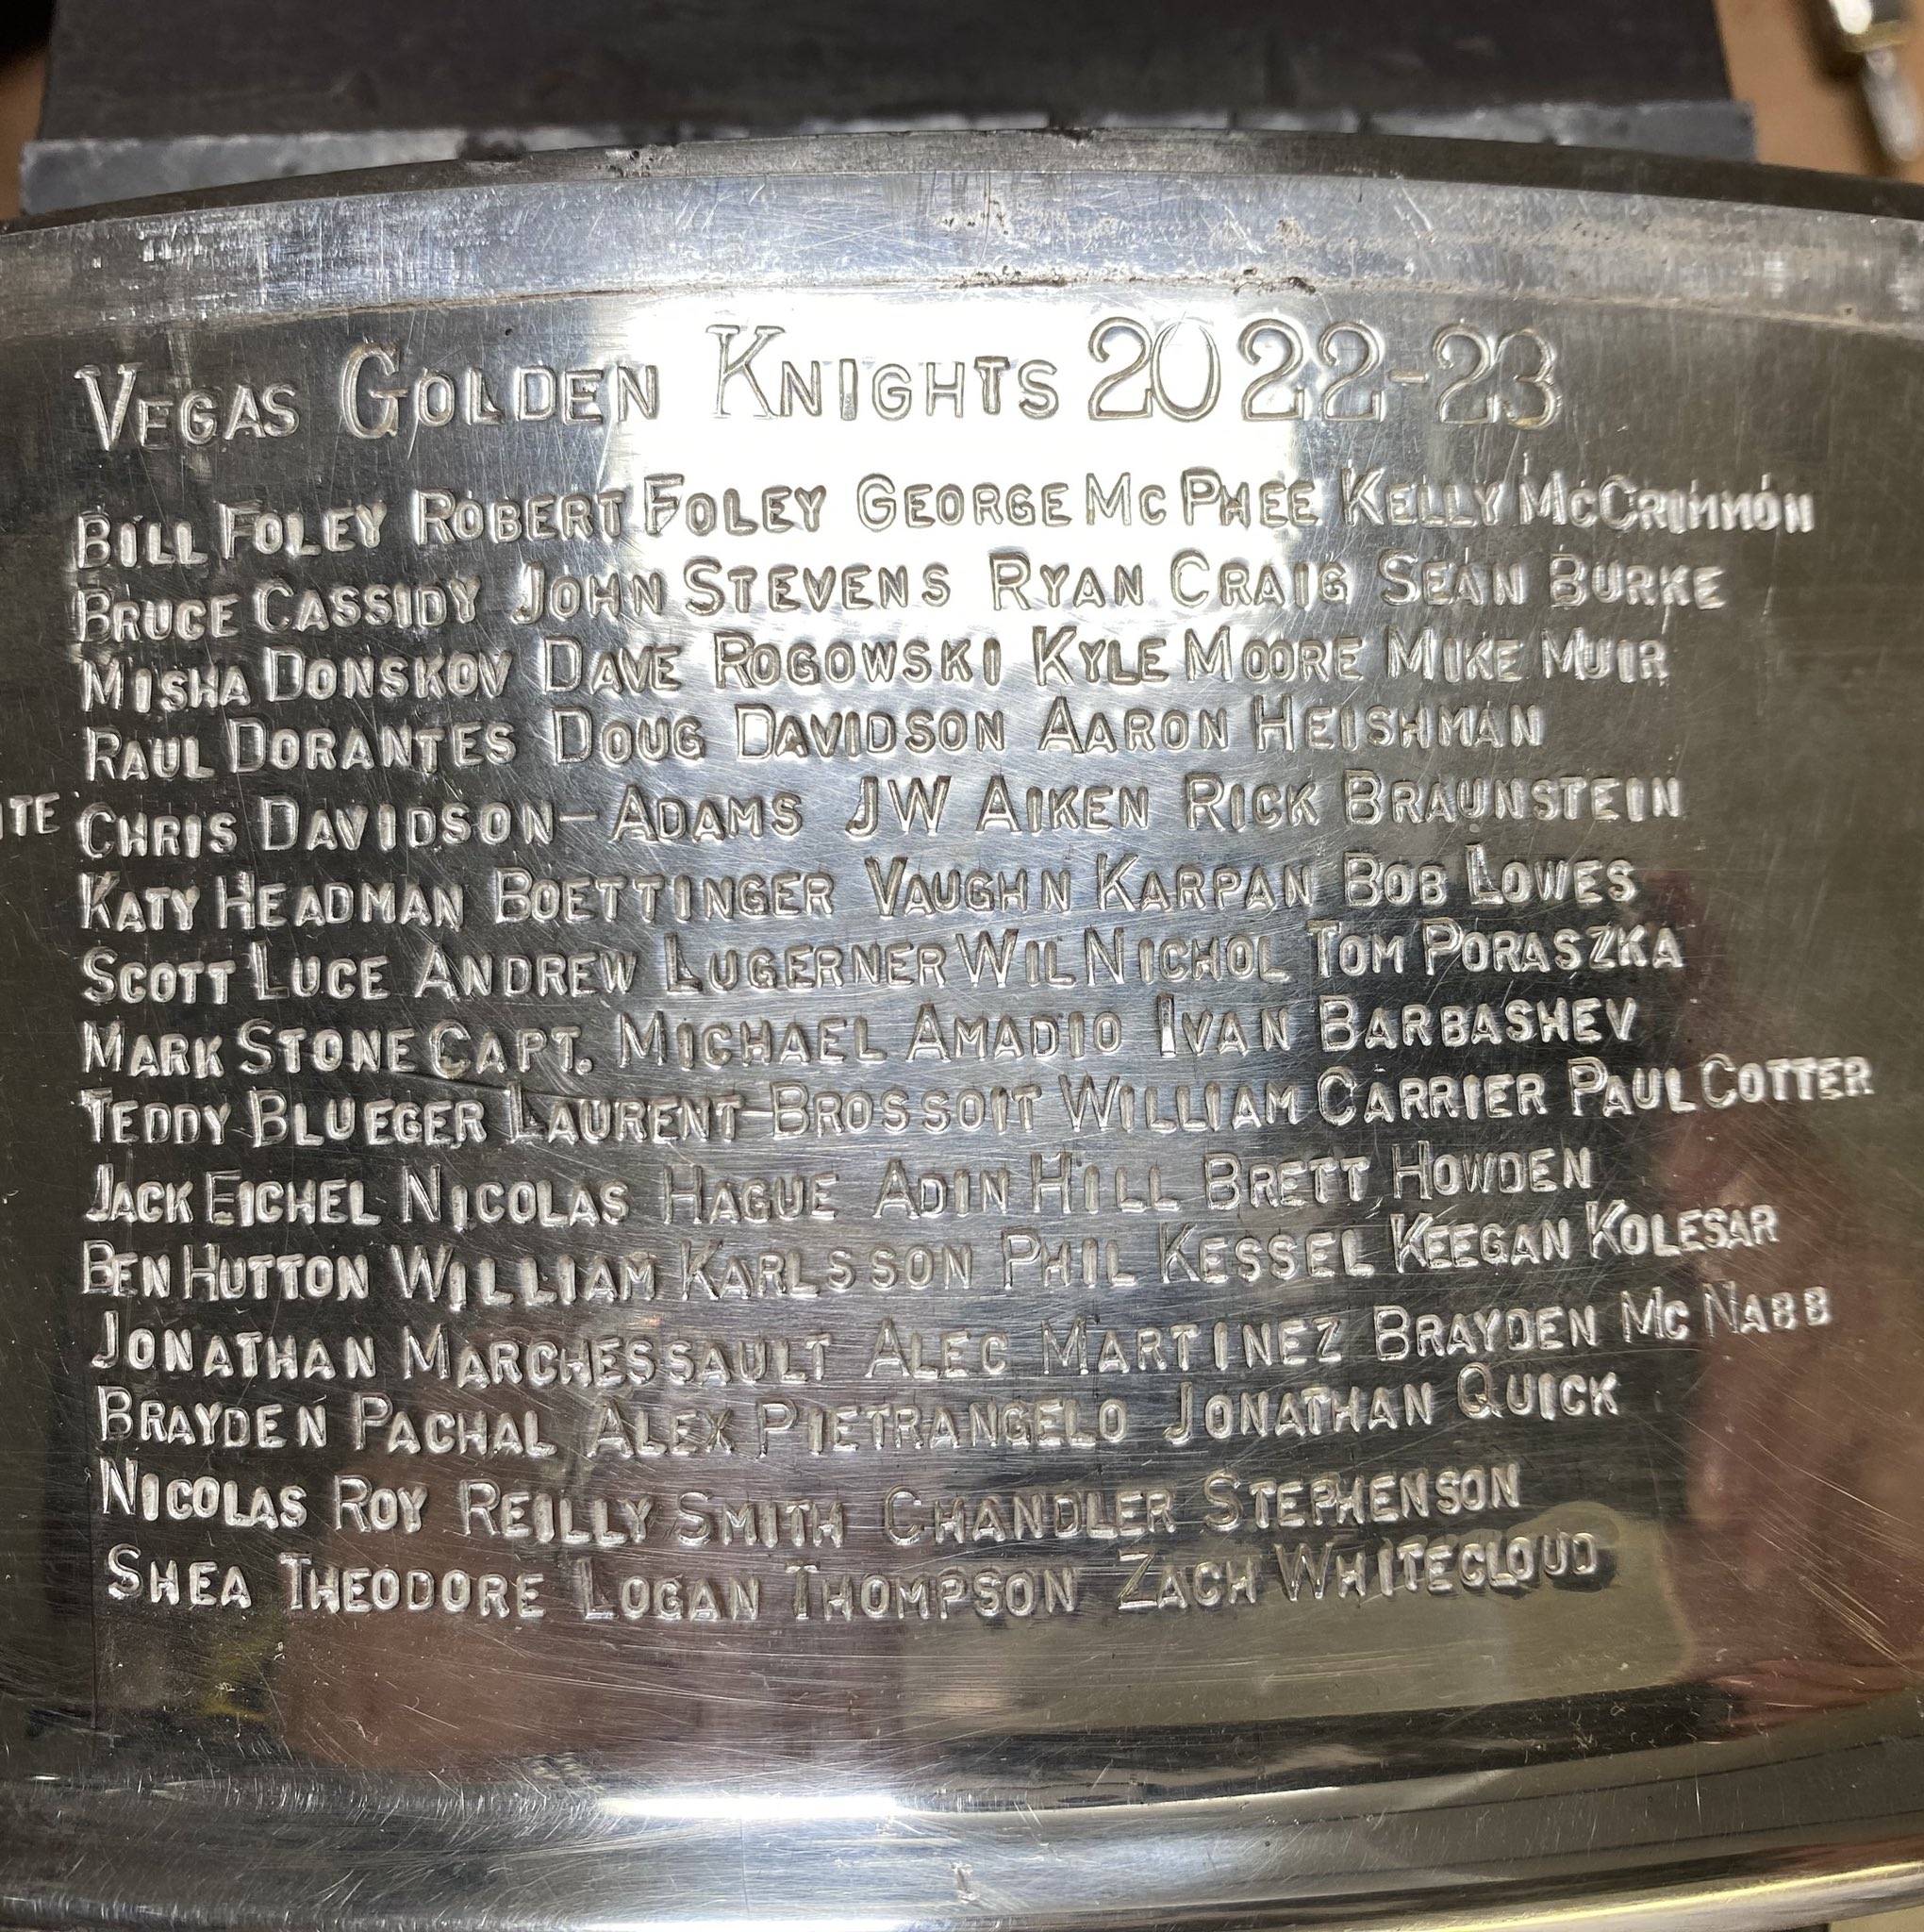 VEGAS GOLDEN KNIGHTS 2022-23
BILL FOLEY ROBERT FOLEY GEORGE MCPHEE KELLY MCCRIMMON
BRUCE CASSIDY JOHN STEVENS RYAN CRAIG SEAN BURKE
MISHA DONSKOV DAVE ROGOWSKI KYLE MOORE MIKE MUIR
RAUL DORANTES DOUG DAVIDSON AARON HEISHMAN
CHRIS DAVIDSON-ADAMS JW AIKEN RICK BRAUNSTEIN
KATY HEADMAN BOETTINGER VAUGHN KARPAN BOB LOWES
SCOTT LUCE ANDREW LUGERNER WIL NICHOL TOM PORASZKA
MARK STONE CAPT. MICHAEL AMADIO IVAN BARBASHEV
TEDDY BLUEGER LAURENT-BROSSOIT WILLIAM CARRIER PAUL COTTER
JACK EICHEL NICOLAS HAGUE ADIN HILL BRETT HOWDEN
BEN HUTTON WILLIAM KARLSSON PHIL KESSEL KEEGAN KOLESAR
JONATHAN MARCHESSAULT ALEC MARTINEZ BRAYDEN MCNABB
BRAYDEN PACHAL ALEX PIETRANGELO JONATHAN QUICK
NICOLAS ROY REILLY SMITH CHANDLER STEPHENSON
SHEA THEODORE LOGAN THOMPSON ZACH WHITECLOUD